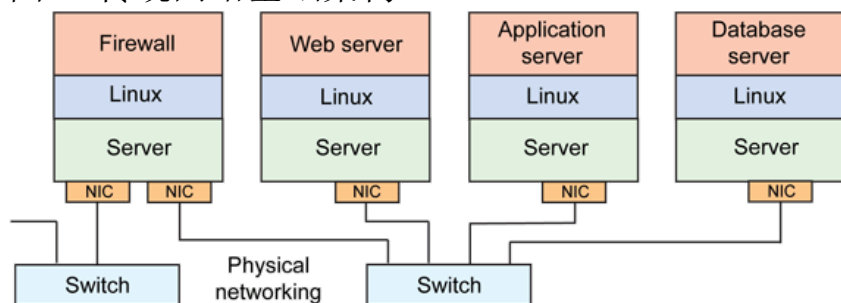 Firewall
Web server
Application
server
Database
server
Linux
Linux
Linux
Linux
Server
Server
Server
Server
NIC
NIC
NIC
NIC
NIC
Switch
Physical
networking
Switch